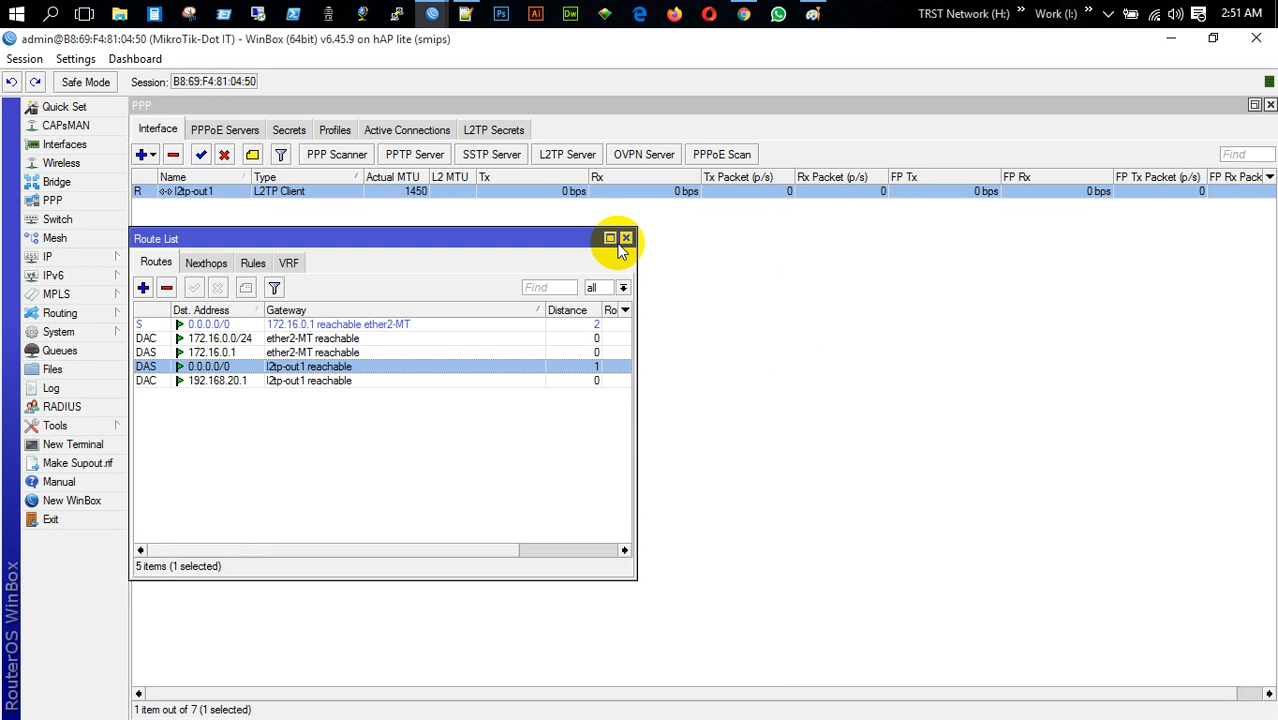 TRST Network (H:) Work (I:) 2:51 AM
admin@B8:69:F4:81:04:50 (MikroTik-Dot IT) - WinBox (64bit) v6.45.9 on hAP lite (smips)
Session Settings Dashboard
Safe Mode Session: B8:69:F4:81:04:50
Quick Set
CAPsMAN
Interfaces
Wireless
Bridge
PPP
Switch
Mesh
IP
IPv6
MPLS
Routing
System
Queues
Files
Log
RADIUS
Tools
New Terminal
Make Supout.rif
Manual
New WinBox
Exit
RouterOS WinBox
PPP
Interface PPPoE Servers Secrets Profiles Active Connections L2TP Secrets
PPP Scanner PPTP Server SSTP Server L2TP Server OVPN Server PPPoE Scan Find
Name Type Actual MTU L2 MTU Tx Rx Tx Packet (p/s) Rx Packet (p/s) FP Tx FP Rx FP Tx Packet (p/s) FP Rx Pack
R l2tp-out1 L2TP Client 1450 0 bps 0 bps 0 0 0 bps 0 bps 0
Route List
Routes Nexthops Rules VRF
Find all
Dst. Address Gateway Distance Ro
S 0.0.0.0/0 172.16.0.1 reachable ether2-MT 2
DAC 172.16.0.0/24 ether2-MT reachable 0
DAS 172.16.0.1 ether2-MT reachable 0
DAS 0.0.0.0/0 l2tp-out1 reachable 1
DAC 192.168.20.1 l2tp-out1 reachable 0
5 items (1 selected)
1 item out of 7 (1 selected)